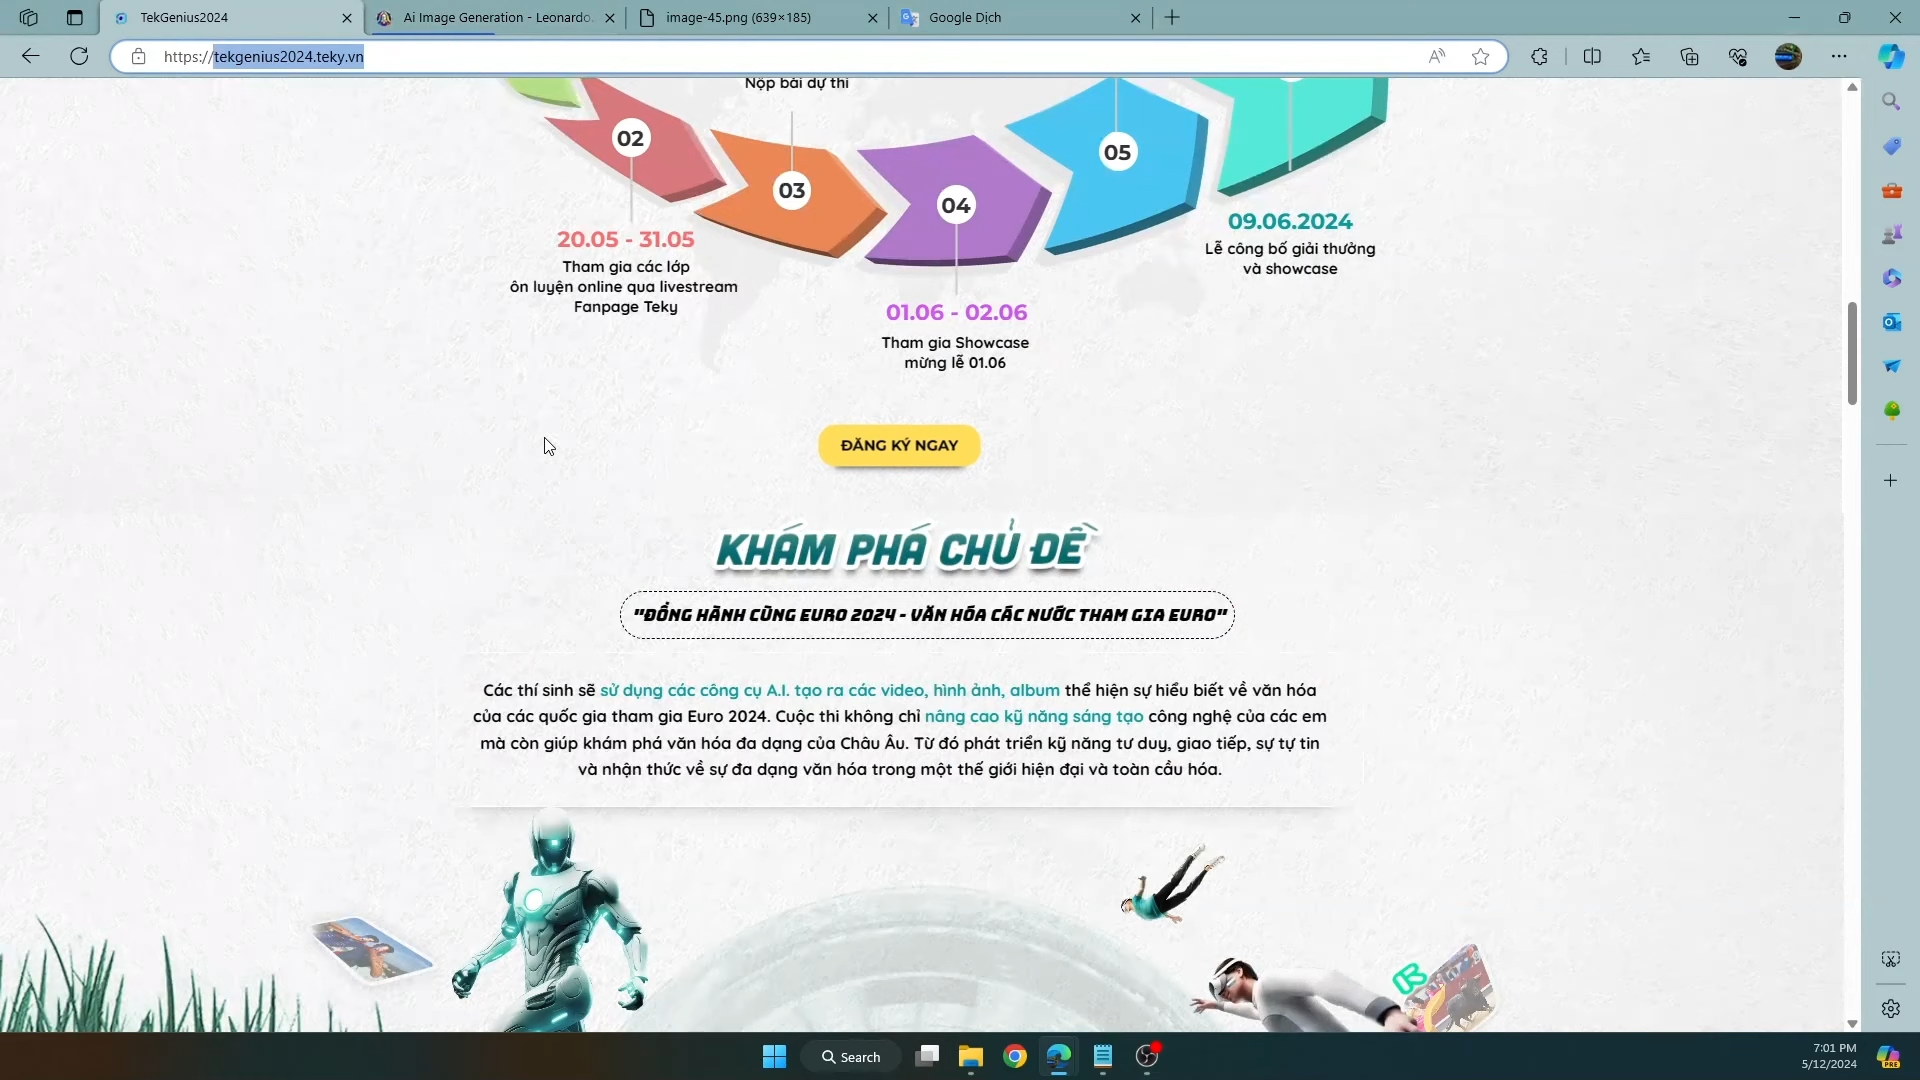 TekGenius2024
Ai Image Generation - Leonardo.
image-45.png (639×185)
Google Dịch
https://tekgenius2024.teky.vn
Nộp bài dự thi
02
03
04
05
20.05 - 31.05
Tham gia các lớp
ôn luyện online qua livestream
Fanpage Teky
01.06 - 02.06
Tham gia Showcase
mừng lễ 01.06
09.06.2024
Lễ công bố giải thưởng
và showcase
ĐĂNG KÝ NGAY
KHÁM PHÁ CHỦ ĐỀ
"ĐỒNG HÀNH CÙNG EURO 2024 - VĂN HÓA CÁC NƯỚC THAM GIA EURO"
Các thí sinh sẽ sử dụng các công cụ A.I. tạo ra các video, hình ảnh, album thể hiện sự hiểu biết về văn hóa
của các quốc gia tham gia Euro 2024. Cuộc thi không chỉ nâng cao kỹ năng sáng tạo công nghệ của các em
mà còn giúp khám phá văn hóa đa dạng của Châu Âu. Từ đó phát triển kỹ năng tư duy, giao tiếp, sự tự tin
và nhận thức về sự đa dạng văn hóa trong một thế giới hiện đại và toàn cầu hóa.
Search
7:01 PM
5/12/2024
PRE